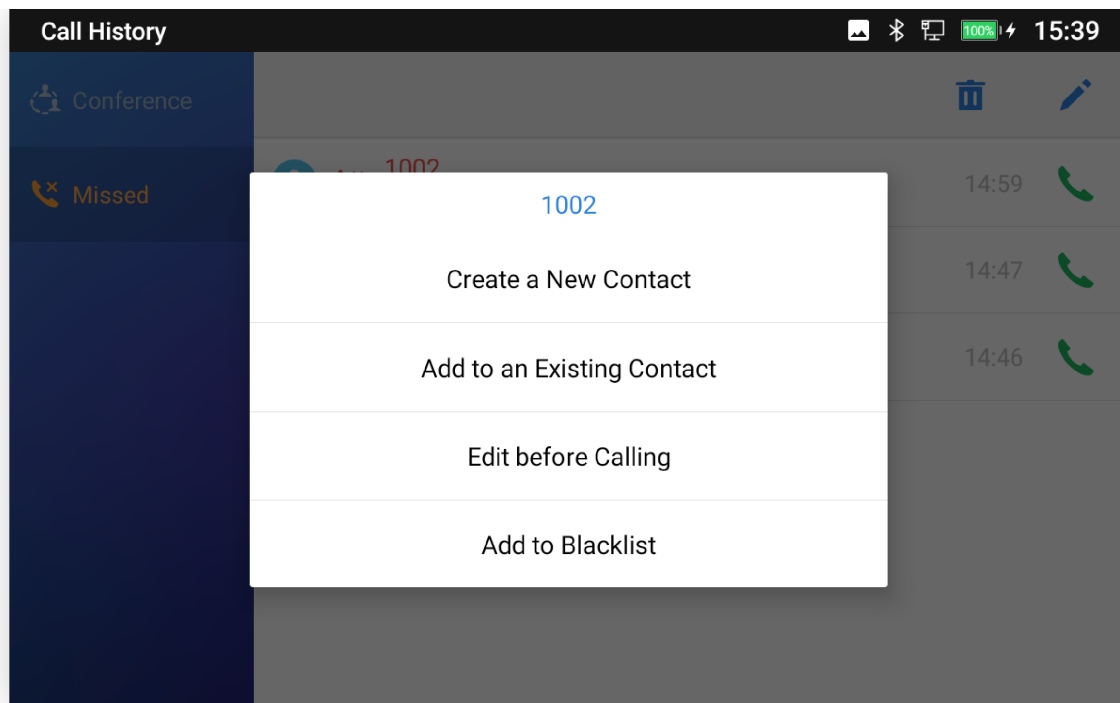 Call History 100% 15:39
Conference
Missed
1002
14:59
1002
Create a New Contact
14:47
Add to an Existing Contact
14:46
Edit before Calling
Add to Blacklist